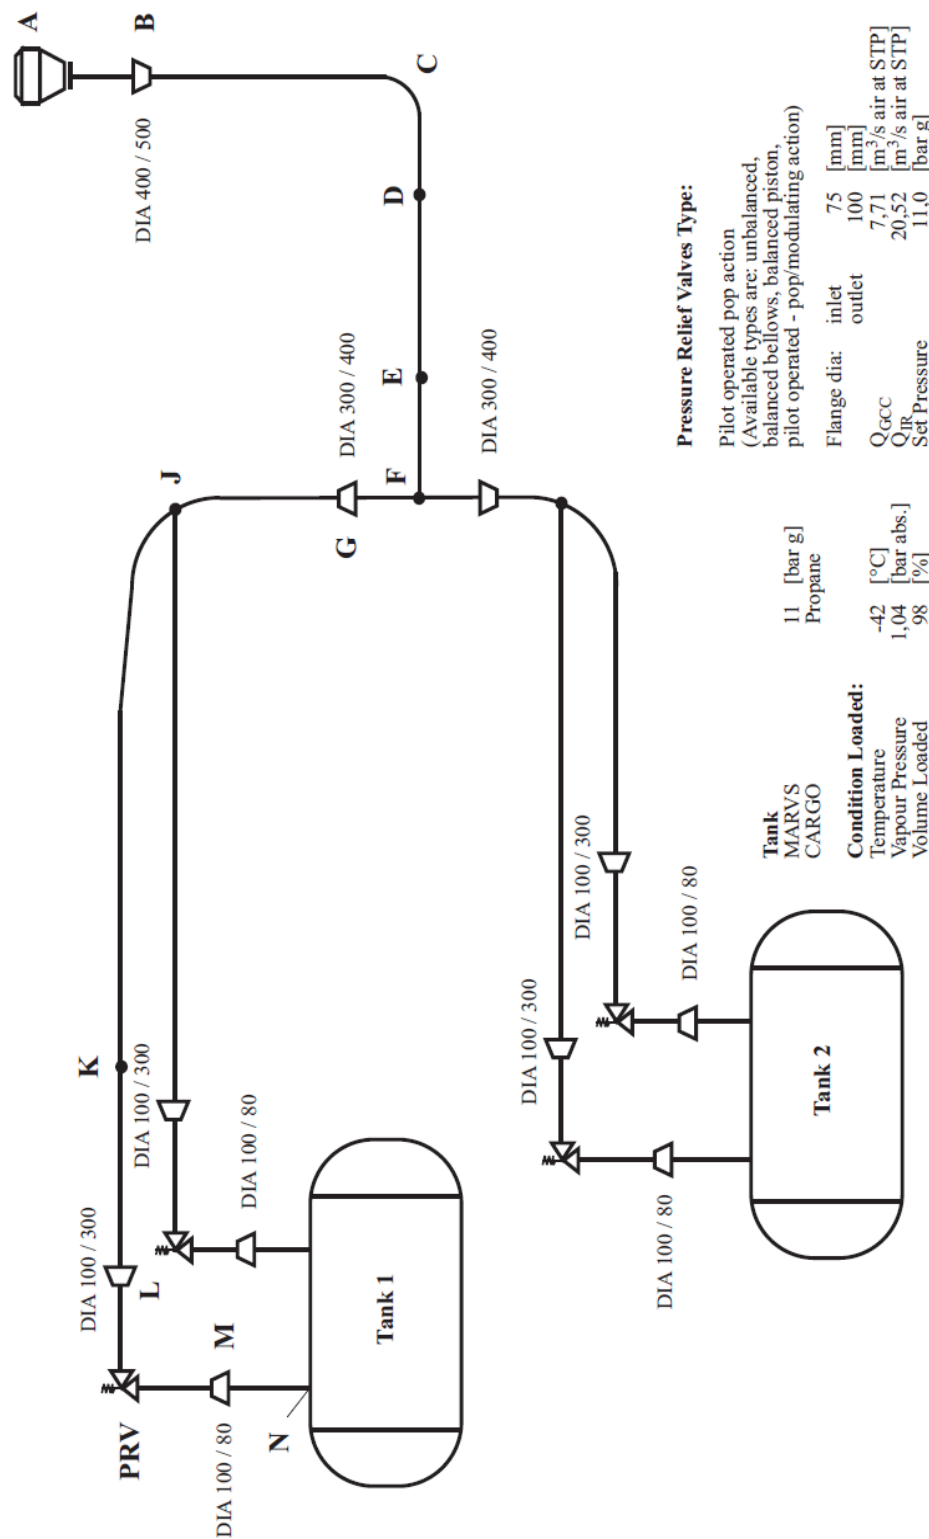 A
B
DIA 400 / 500
C
D
E
F
DIA 300 / 400
G
DIA 300 / 400
J
K
DIA 100 / 300
L
DIA 100 / 300
PRV
M
DIA 100 / 80
DIA 100 / 80
N
Tank 1
DIA 100 / 300
DIA 100 / 300
DIA 100 / 80
DIA 100 / 80
Tank 2
Tank
MARVS 11 [bar g]
CARGO Propane
Condition Loaded:
Temperature -42 [°C]
Vapour Pressure 1,04 [bar abs.]
Volume Loaded 98 [%]
Pressure Relief Valves Type:
Pilot operated pop action
(Available types are: unbalanced,
balanced bellows, balanced piston,
pilot operated - pop/modulating action)
Flange dia: inlet 75 [mm]
outlet 100 [mm]
Q_GCC 7,71 [m³/s air at STP]
Q_IR 20,52 [m³/s air at STP]
Set Pressure 11,0 [bar g]